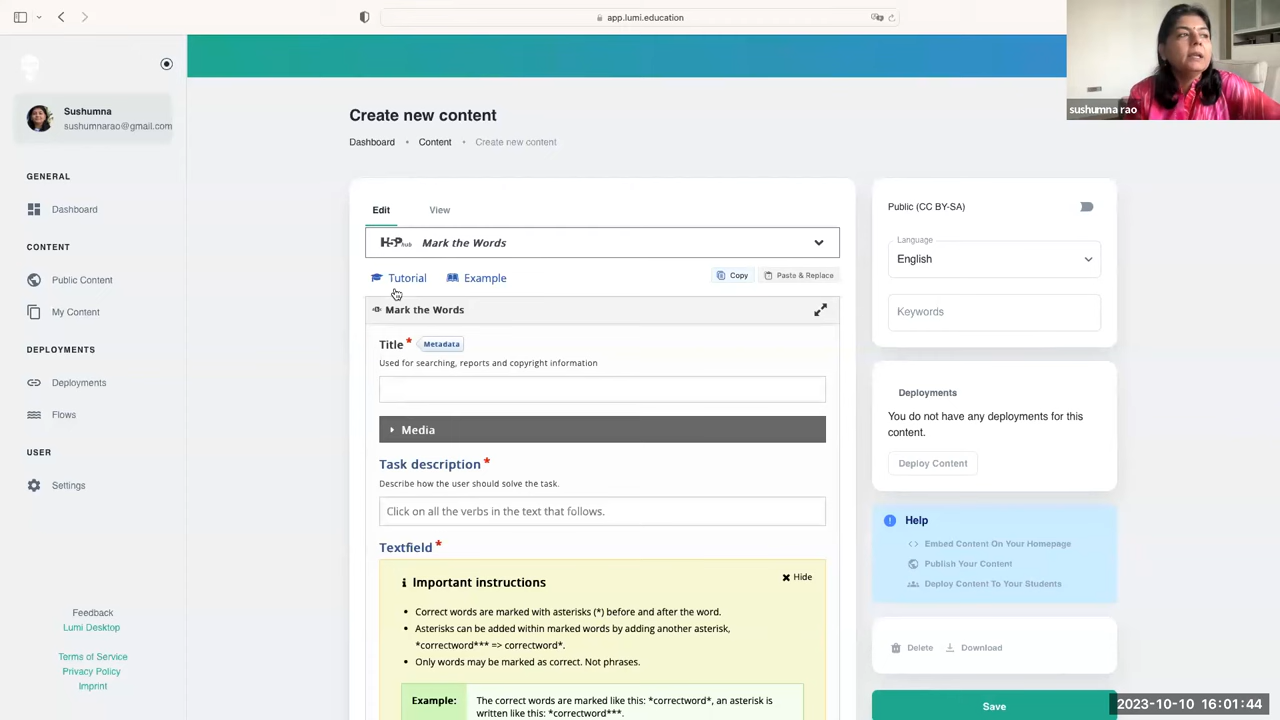 app.lumi.education
sushumna rao
Sushumna
sushumnarao@gmail.com
GENERAL
Dashboard
CONTENT
Public Content
My Content
DEPLOYMENTS
Deployments
Flows
USER
Settings
Feedback
Lumi Desktop
Terms of Service
Privacy Policy
Imprint
Create new content
Dashboard • Content • Create new content
Edit View
H5P hub Mark the Words
Tutorial Example Copy Paste & Replace
Mark the Words
Title * Metadata
Used for searching, reports and copyright information
Media
Task description *
Describe how the user should solve the task.
Click on all the verbs in the text that follows.
Textfield *
Important instructions Hide
• Correct words are marked with asterisks (*) before and after the word.
• Asterisks can be added within marked words by adding another asterisk,
*correctword*** => correctword*.
• Only words may be marked as correct. Not phrases.
Example: The correct words are marked like this: *correctword*, an asterisk is
written like this: *correctword***.
Public (CC BY-SA)
Language
English
Keywords
Deployments
You do not have any deployments for this
content.
Deploy Content
Help
Embed Content On Your Homepage
Publish Your Content
Deploy Content To Your Students
Delete Download
Save
2023-10-10 16:01:44